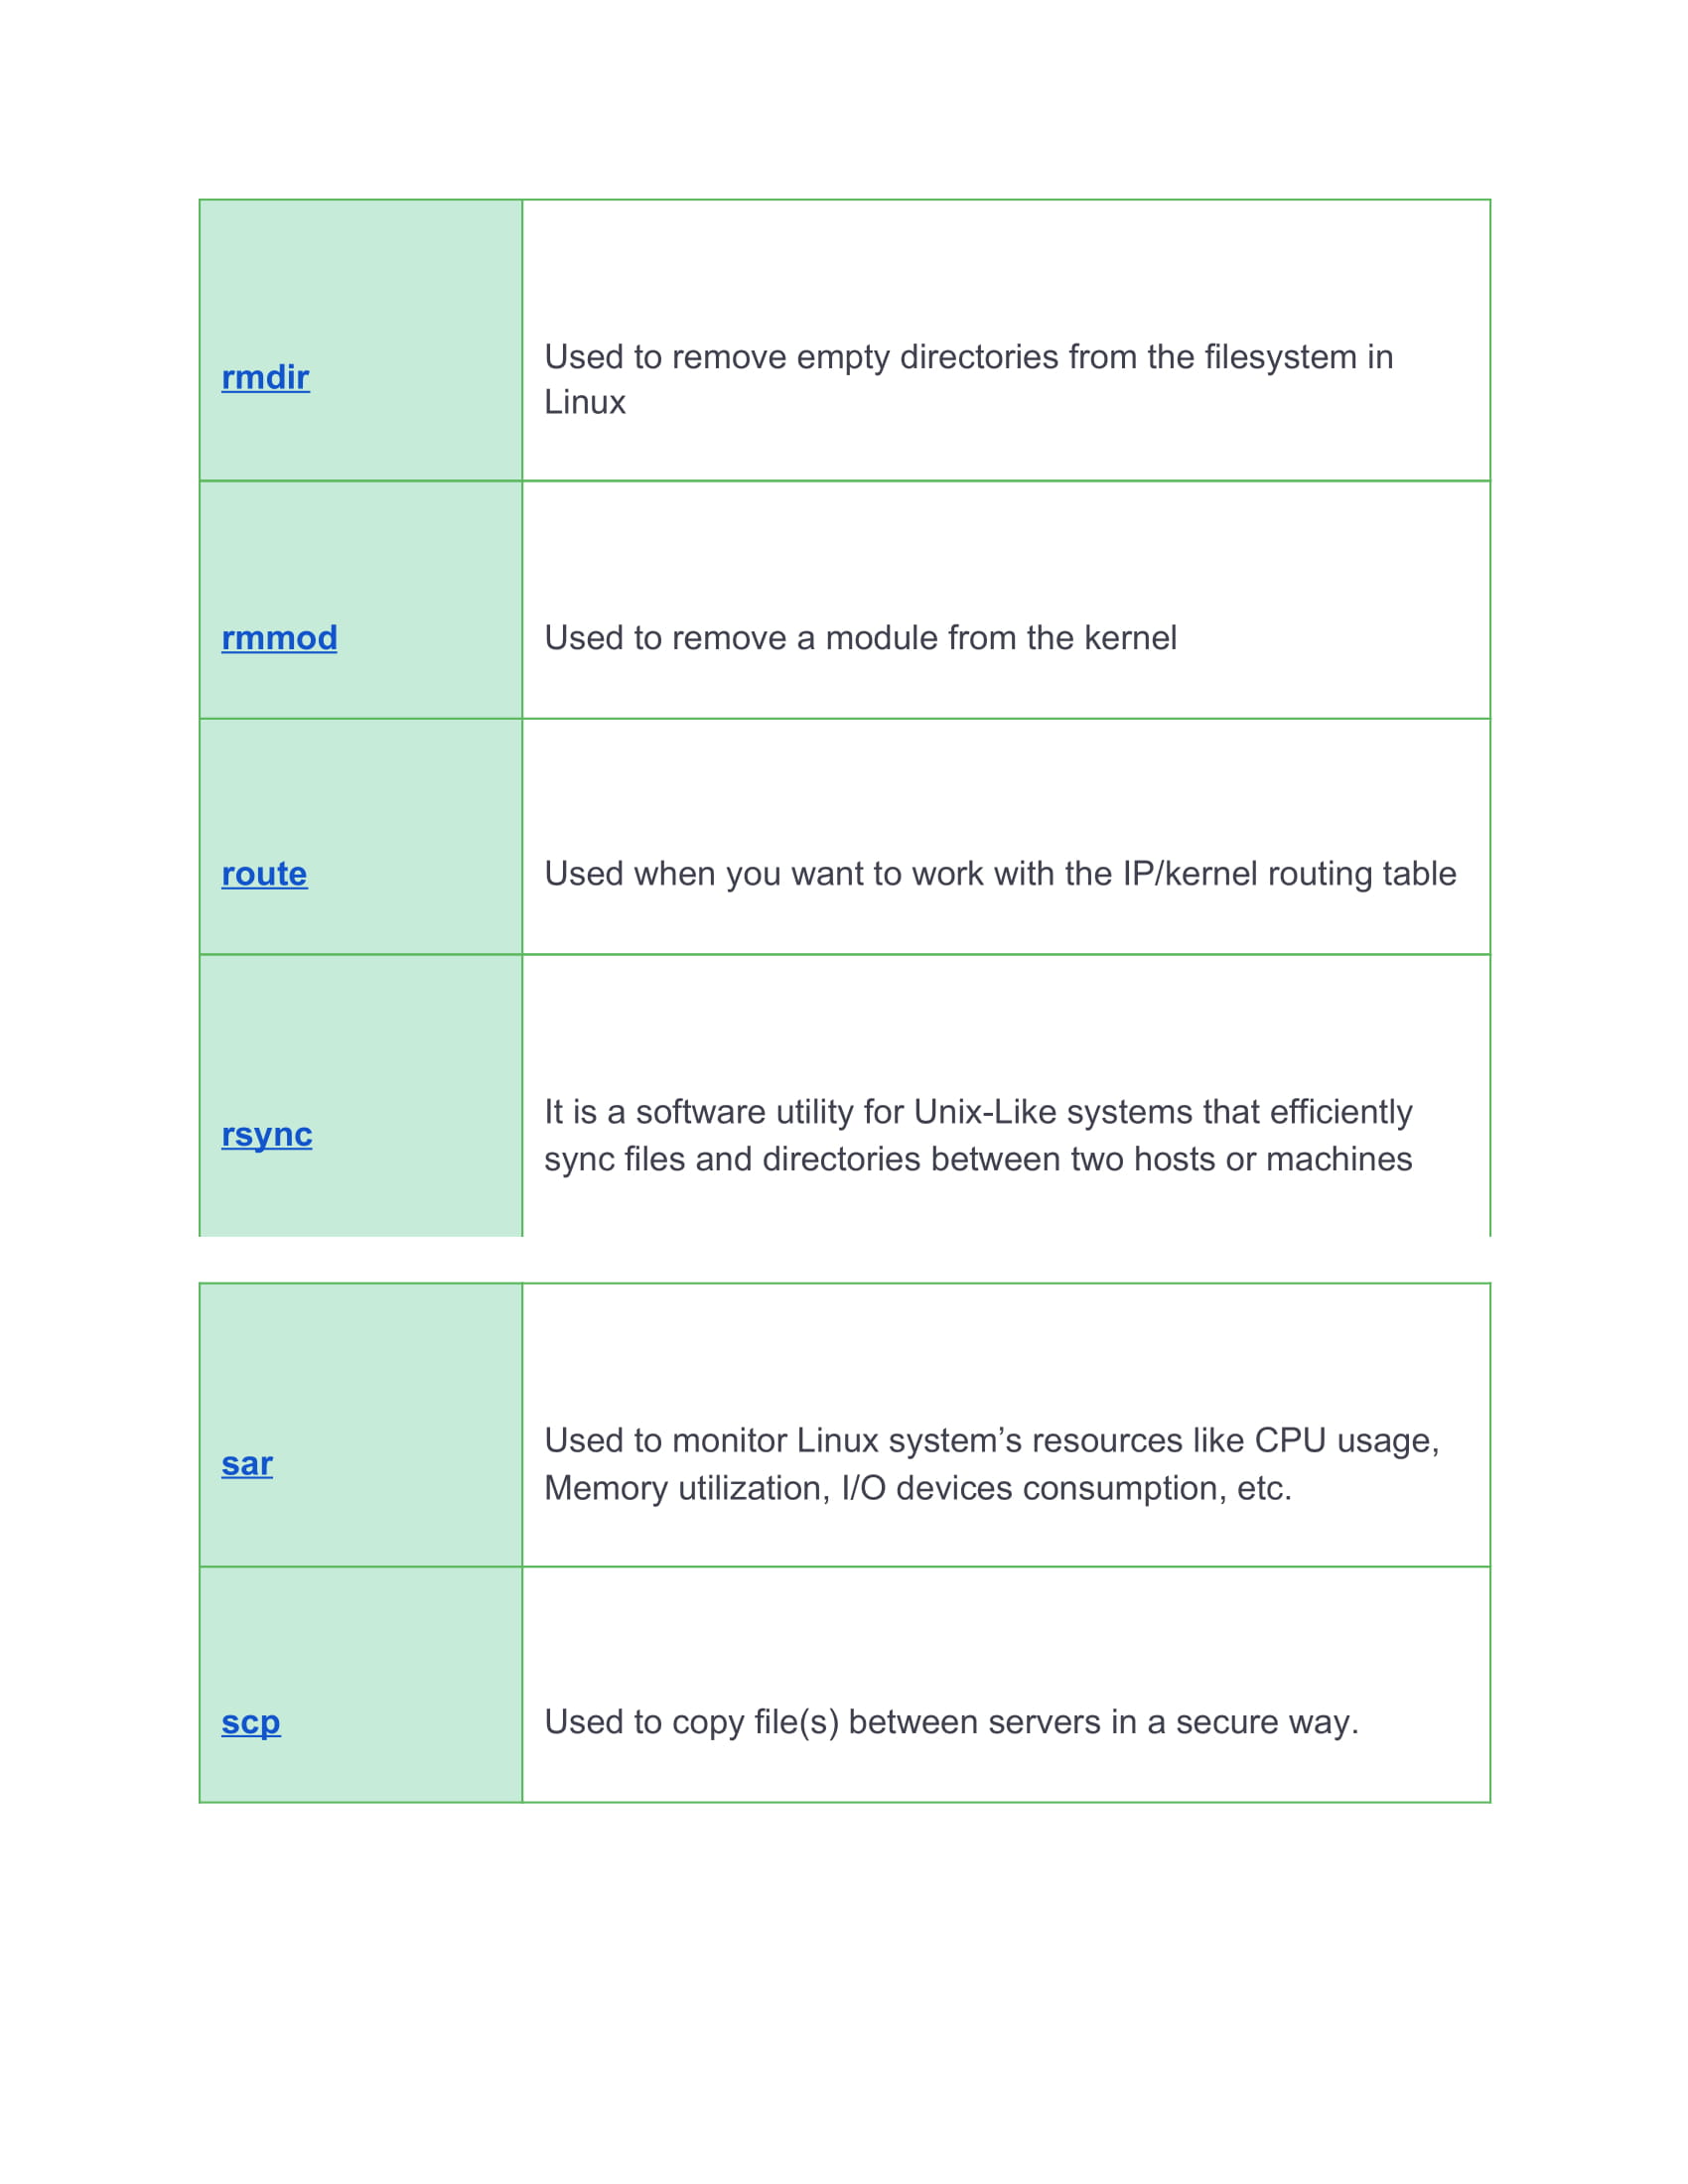 rmdir
Used to remove empty directories from the filesystem in
Linux
rmmod
Used to remove a module from the kernel
route
Used when you want to work with the IP/kernel routing table
rsync
It is a software utility for Unix-Like systems that efficiently
sync files and directories between two hosts or machines
sar
Used to monitor Linux system’s resources like CPU usage,
Memory utilization, I/O devices consumption, etc.
scp
Used to copy file(s) between servers in a secure way.